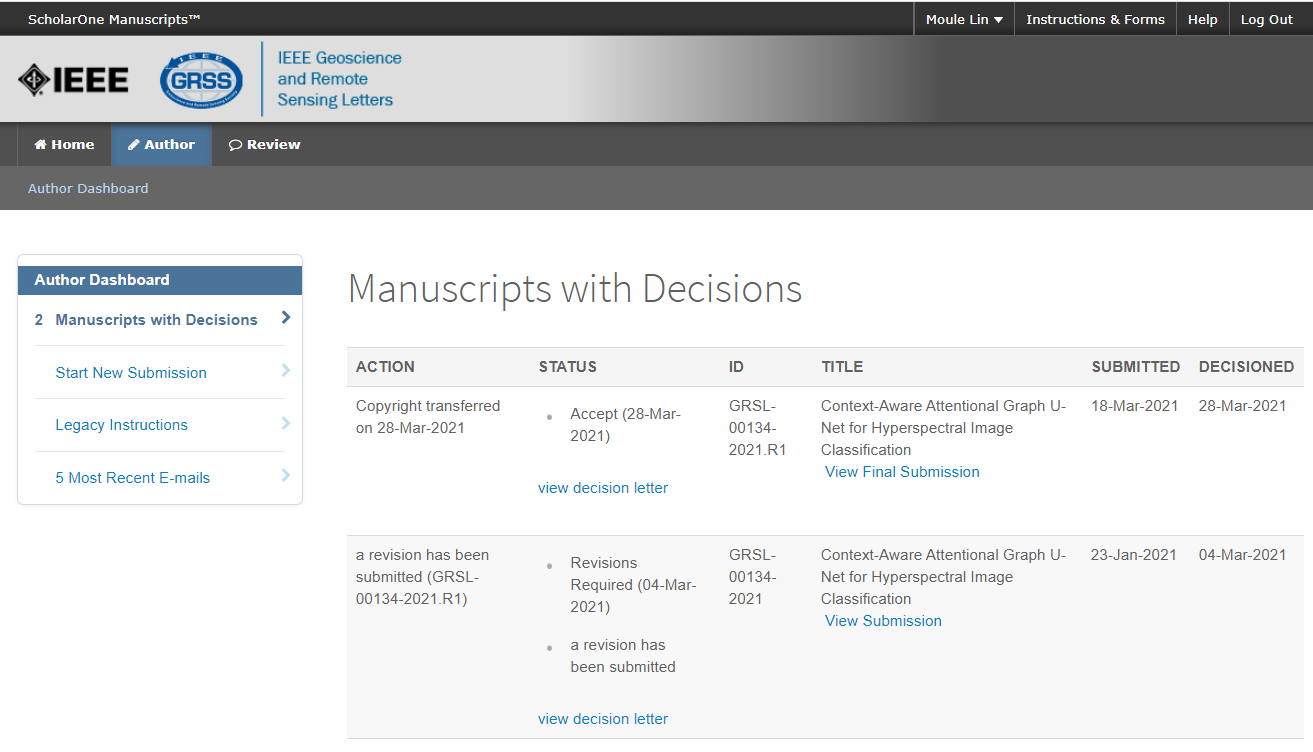 ScholarOne Manuscripts™
Moule Lin ▼ Instructions & Forms Help Log Out
IEEE
IEEE
GRSS
IEEE Geoscience
and Remote
Sensing Letters
Home Author Review
Author Dashboard
Author Dashboard
2 Manuscripts with Decisions
Start New Submission
Legacy Instructions
5 Most Recent E-mails
Manuscripts with Decisions
ACTION STATUS ID TITLE SUBMITTED DECISIONED
Copyright transferred
on 28-Mar-2021
Accept (28-Mar-
2021)
view decision letter
GRSL-
00134-
2021.R1
Context-Aware Attentional Graph U-
Net for Hyperspectral Image
Classification
View Final Submission
18-Mar-2021
28-Mar-2021
a revision has been
submitted (GRSL-
00134-2021.R1)
Revisions
Required (04-Mar-
2021)
a revision has
been submitted
view decision letter
GRSL-
00134-
2021
Context-Aware Attentional Graph U-
Net for Hyperspectral Image
Classification
View Submission
23-Jan-2021
04-Mar-2021